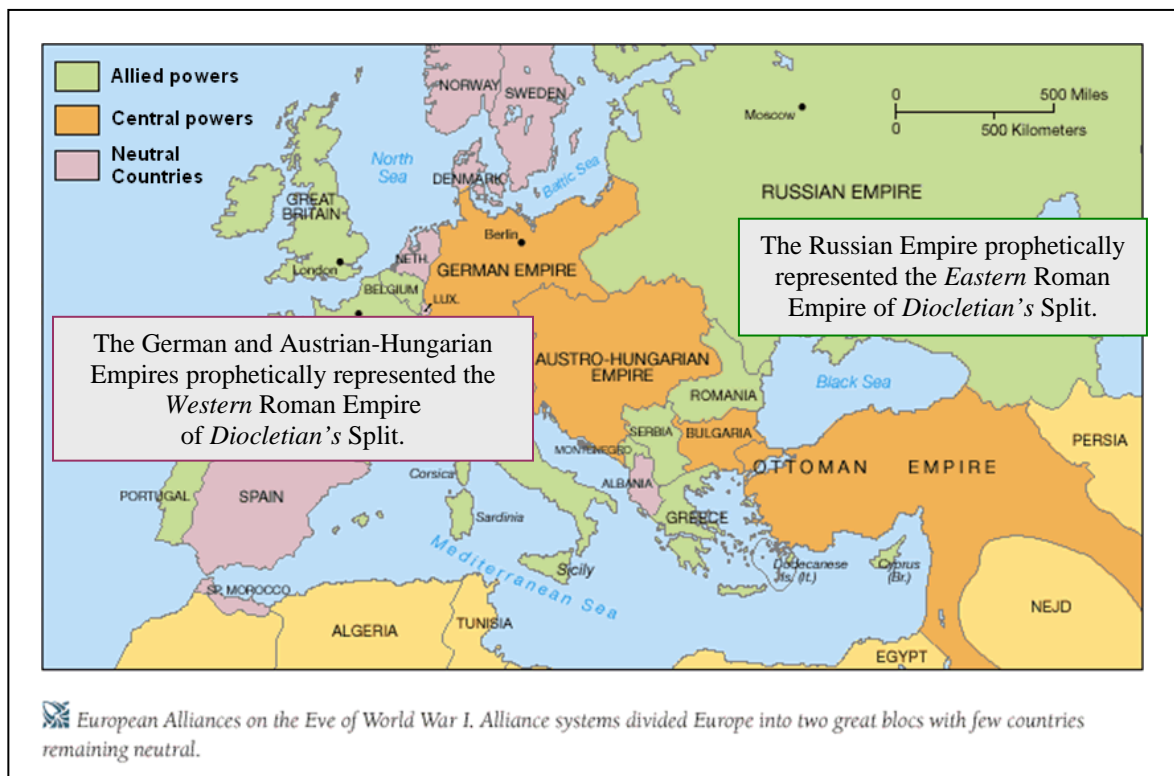 Allied powers
Central powers
Neutral
Countries
NORWAY
SWEDEN
Moscow
0 500 Miles
0 500 Kilometers
North
Sea
DENMARK
Baltic Sea
GREAT
BRITAIN
RUSSIAN EMPIRE
Berlin
London
NETH.
GERMAN EMPIRE
BELGIUM
LUX.
The Russian Empire prophetically
represented the Eastern Roman
Empire of Diocletian’s Split.
The German and Austrian-Hungarian
Empires prophetically represented the
Western Roman Empire
of Diocletian’s Split.
AUSTRO-HUNGARIAN
EMPIRE
Black Sea
ROMANIA
SERBIA
BULGARIA
MONTENEGRO
PERSIA
OTTOMAN EMPIRE
Corsica
ALBANIA
PORTUGAL
SPAIN
Sardinia
GREECE
Mediterranean Sea
Sicily
Dodecanese
Is. (It.)
Cyprus
(Br.)
SP. MOROCCO
ALGERIA
TUNISIA
NEJD
EGYPT
European Alliances on the Eve of World War I. Alliance systems divided Europe into two great blocs with few countries
remaining neutral.